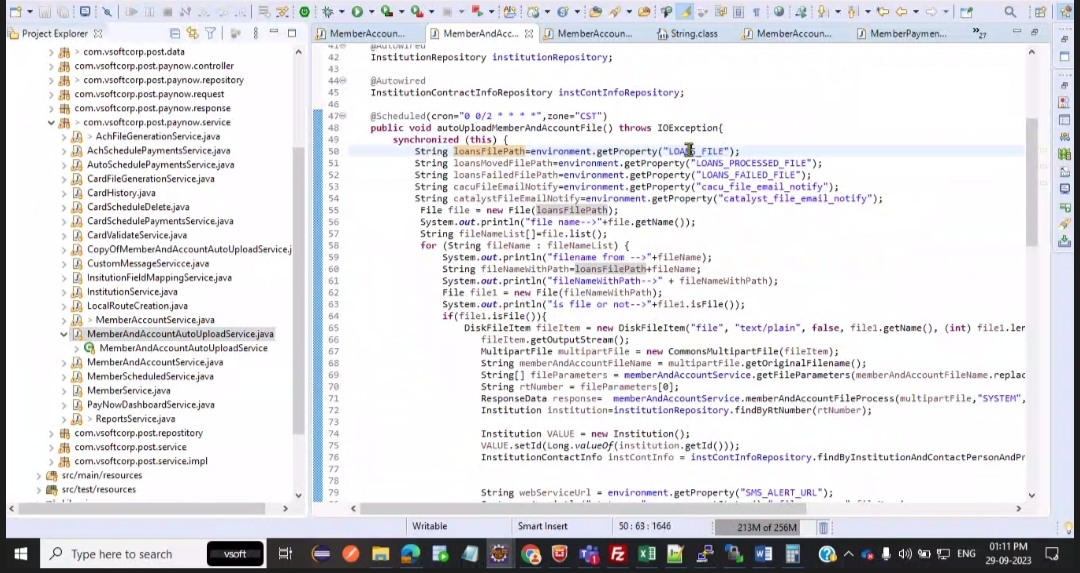 Project Explorer
MemberAccoun...
MemberAndAcc...
MemberAccoun...
String.class
MemberAccoun...
MemberPaymen...
27
> com.vsoftcorp.post.data
com.vsoftcorp.post.paynow.controller
> com.vsoftcorp.post.paynow.repository
com.vsoftcorp.post.paynow.request
com.vsoftcorp.post.paynow.response
> com.vsoftcorp.post.paynow.service
> AchFileGenerationService.java
AchSchedulePaymentsService.java
AutoSchedulePaymentsService.java
CardFileGenerationService.java
CardHistory.java
CardScheduleDelete.java
CardSchedulePaymentsService.java
CardValidateService.java
CopyOfMemberAndAccountAutoUploadService.j
CustomMessageServicce.java
InsitutionFieldMappingService.java
InstitutionService.java
LocalRouteCreation.java
> MemberAccountService.java
MemberAndAccountAutoUploadService.java
MemberAndAccountAutoUploadService
MemberAndAccountService.java
MemberScheduledService.java
MemberService.java
PayNowDashboardService.java
> ReportsService.java
com.vsoftcorp.post.repostitory
com.vsoftcorp.post.service
com.vsoftcorp.post.service.impl
src/main/resources
src/test/resources
41 @Autowired
42 InstitutionRepository institutionRepository;
43
44 @Autowired
45 InstitutionContractInfoRepository instContInfoRepository;
46
47 @Scheduled(cron="0 0/2 * * * *",zone="CST")
48 public void autoUploadMemberAndAccountFile() throws IOException{
49 synchronized (this) {
50 String loansFilePath=environment.getProperty("LOANS_FILE");
51 String loansMovedFilePath=environment.getProperty("LOANS_PROCESSED_FILE");
52 String loansFailedFilePath=environment.getProperty("LOANS_FAILED_FILE");
53 String cacuFileEmailNotify=environment.getProperty("cacu_file_email_notify");
54 String catalystFileEmailNotify=environment.getProperty("catalyst_file_email_notify");
55 File file = new File(loansFilePath);
56 System.out.println("file name-->"+file.getName());
57 String fileNameList[]=file.list();
58 for (String fileName : fileNameList) {
59 System.out.println("filename from -->"+fileName);
60 String fileNameWithPath=loansFilePath+fileName;
61 System.out.println("fileNameWithPath-->" + fileNameWithPath);
62 File file1 = new File(fileNameWithPath);
63 System.out.println("is file or not-->"+file1.isFile());
64 if(file1.isFile()){
65 DiskFileItem fileItem = new DiskFileItem("file", "text/plain", false, file1.getName(), (int) file1.len
66 fileItem.getOutputStream();
67 MultipartFile multipartFile = new CommonsMultipartFile(fileItem);
68 String memberAndAccountFileName = multipartFile.getOriginalFilename();
69 String[] fileParameters = memberAndAccountService.getFileParameters(memberAndAccountFileName.replac
70 String rtNumber = fileParameters[0];
71 ResponseData response= memberAndAccountService.memberAndAccountFileProcess(multipartFile,"SYSTEM",
72 Institution institution=institutionRepository.findByRtNumber(rtNumber);
73
74 Institution VALUE = new Institution();
75 VALUE.setId(Long.valueOf(institution.getId()));
76 InstitutionContactInfo instContInfo = instContInfoRepository.findByInstitutionAndContactPersonAndPr
77
78
79 String webServiceUrl = environment.getProperty("SMS_ALERT_URL");
Writable
Smart Insert
50 : 63 : 1646
213M of 256M
Type here to search
vsoft
ENG
01:11 PM
29-09-2023